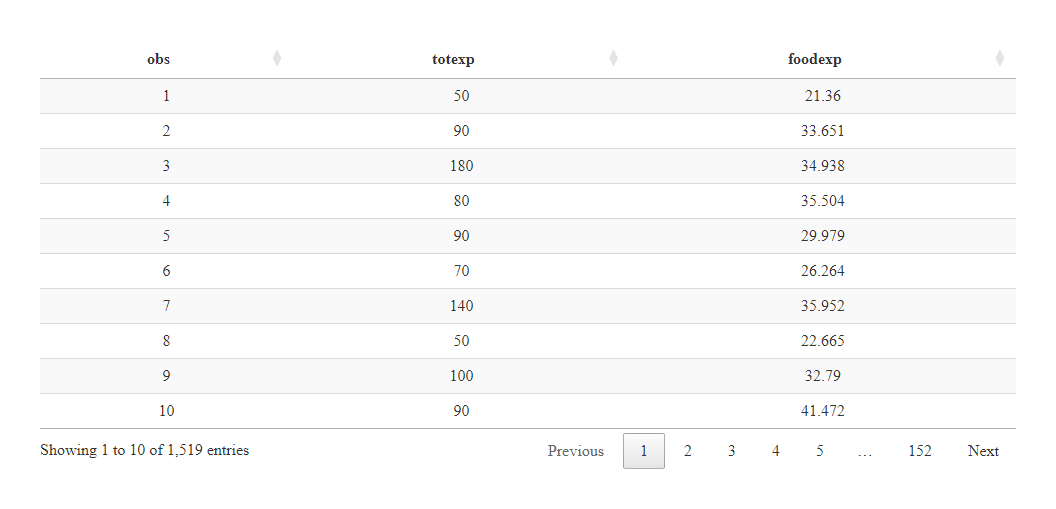 obs totexp foodexp
1 50 21.36
2 90 33.651
3 180 34.938
4 80 35.504
5 90 29.979
6 70 26.264
7 140 35.952
8 50 22.665
9 100 32.79
10 90 41.472
Showing 1 to 10 of 1,519 entries Previous 1 2 3 4 5 … 152 Next